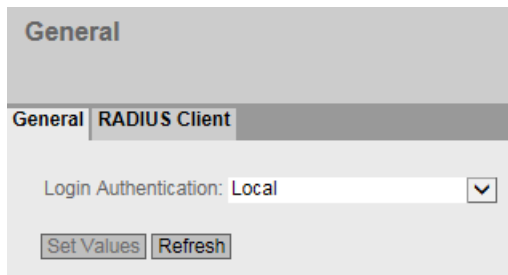 General
General RADIUS Client
Login Authentication: Local
Set Values Refresh